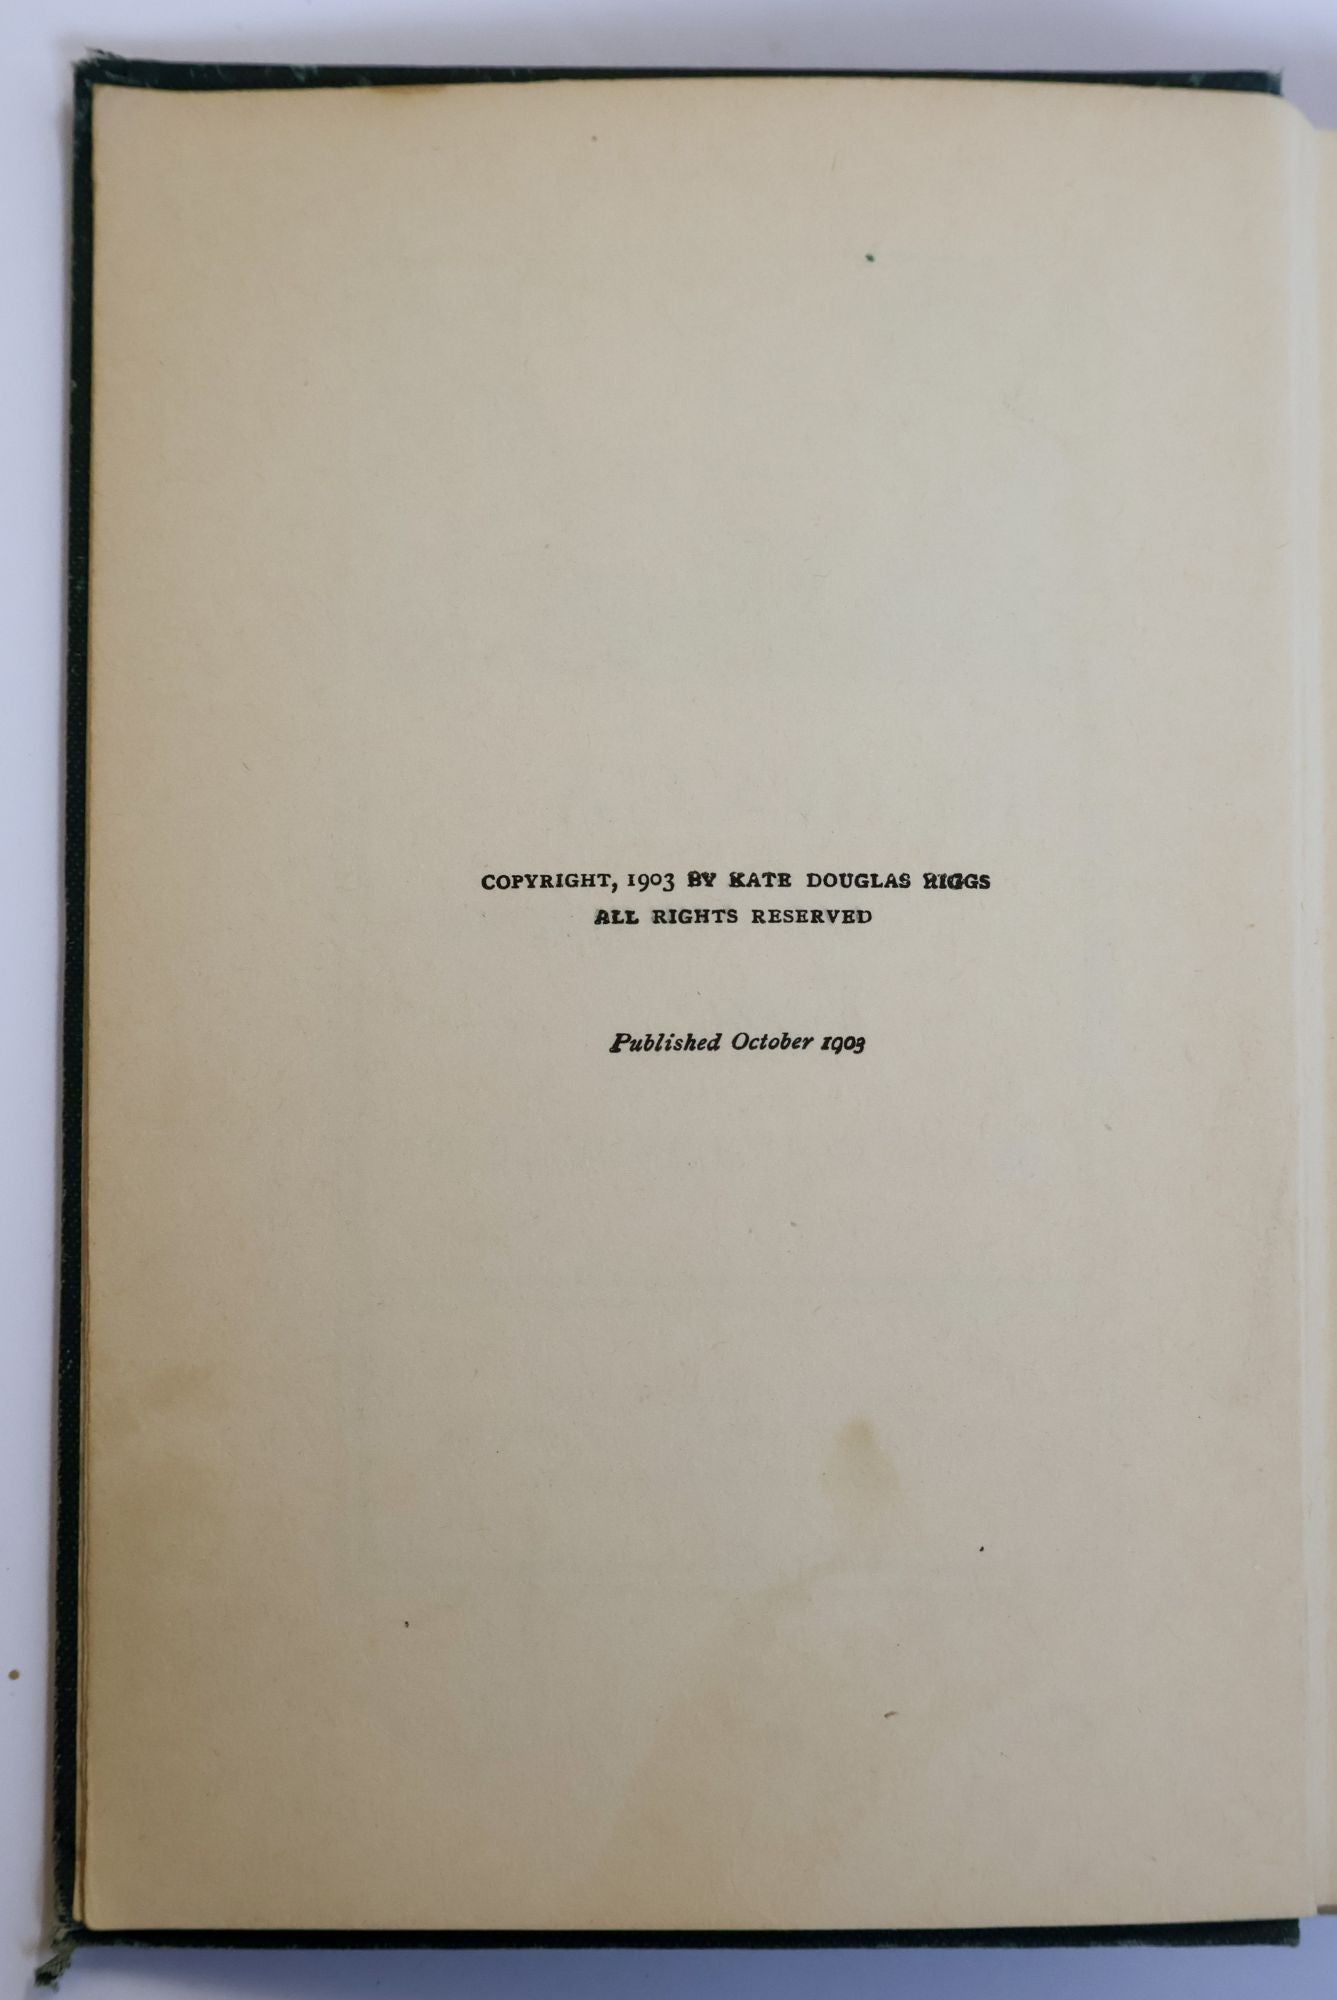 COPYRIGHT, 1903 BY KATE DOUGLAS RIGGS
ALL RIGHTS RESERVED
Published October 1903